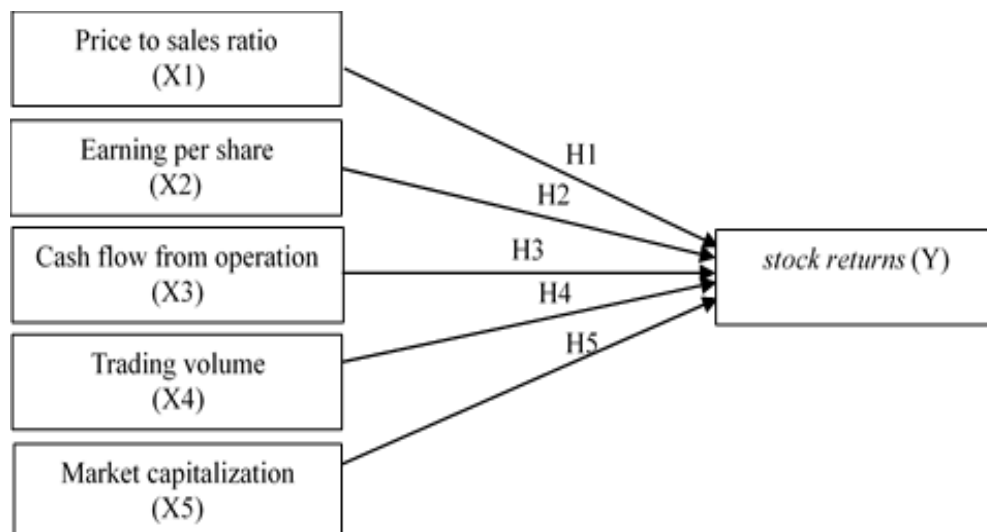 Price to sales ratio
(X1)
Earning per share
(X2)
Cash flow from operation
(X3)
Trading volume
(X4)
Market capitalization
(X5)
H1
H2
H3
H4
H5
stock returns (Y)